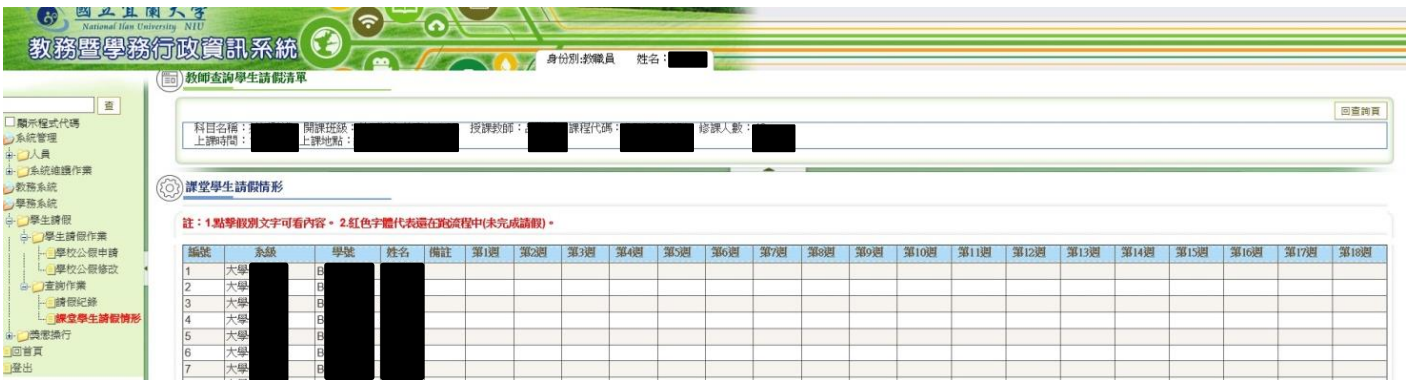 國立宜蘭大學
National Ilan University NIU
教務暨學務行政資訊系統
身份別:教職員 姓名:
教師查詢學生請假清單
查
回查詢頁
顯示程式代碼
科目名稱: 開課班級: 授課教師: 課程代碼: 修課人數:
上課時間: 上課地點:
系統管理
人員
系統維護作業
教務系統
學務系統
學生請假
學生請假作業
學校公假申請
學校公假修改
查詢作業
請假紀錄
課堂學生請假情形
獎懲操行
回首頁
登出
課堂學生請假情形
註:1.點擊假別文字可看內容。 2.紅色字體代表還在跑流程中(未完成請假)。
編號 系級 學號 姓名 備註 第1週 第2週 第3週 第4週 第5週 第6週 第7週 第8週 第9週 第10週 第11週 第12週 第13週 第14週 第15週 第16週 第17週 第18週
1 大學 B
2 大學 B
3 大學 B
4 大學 B
5 大學 B
6 大學 B
7 大學 B